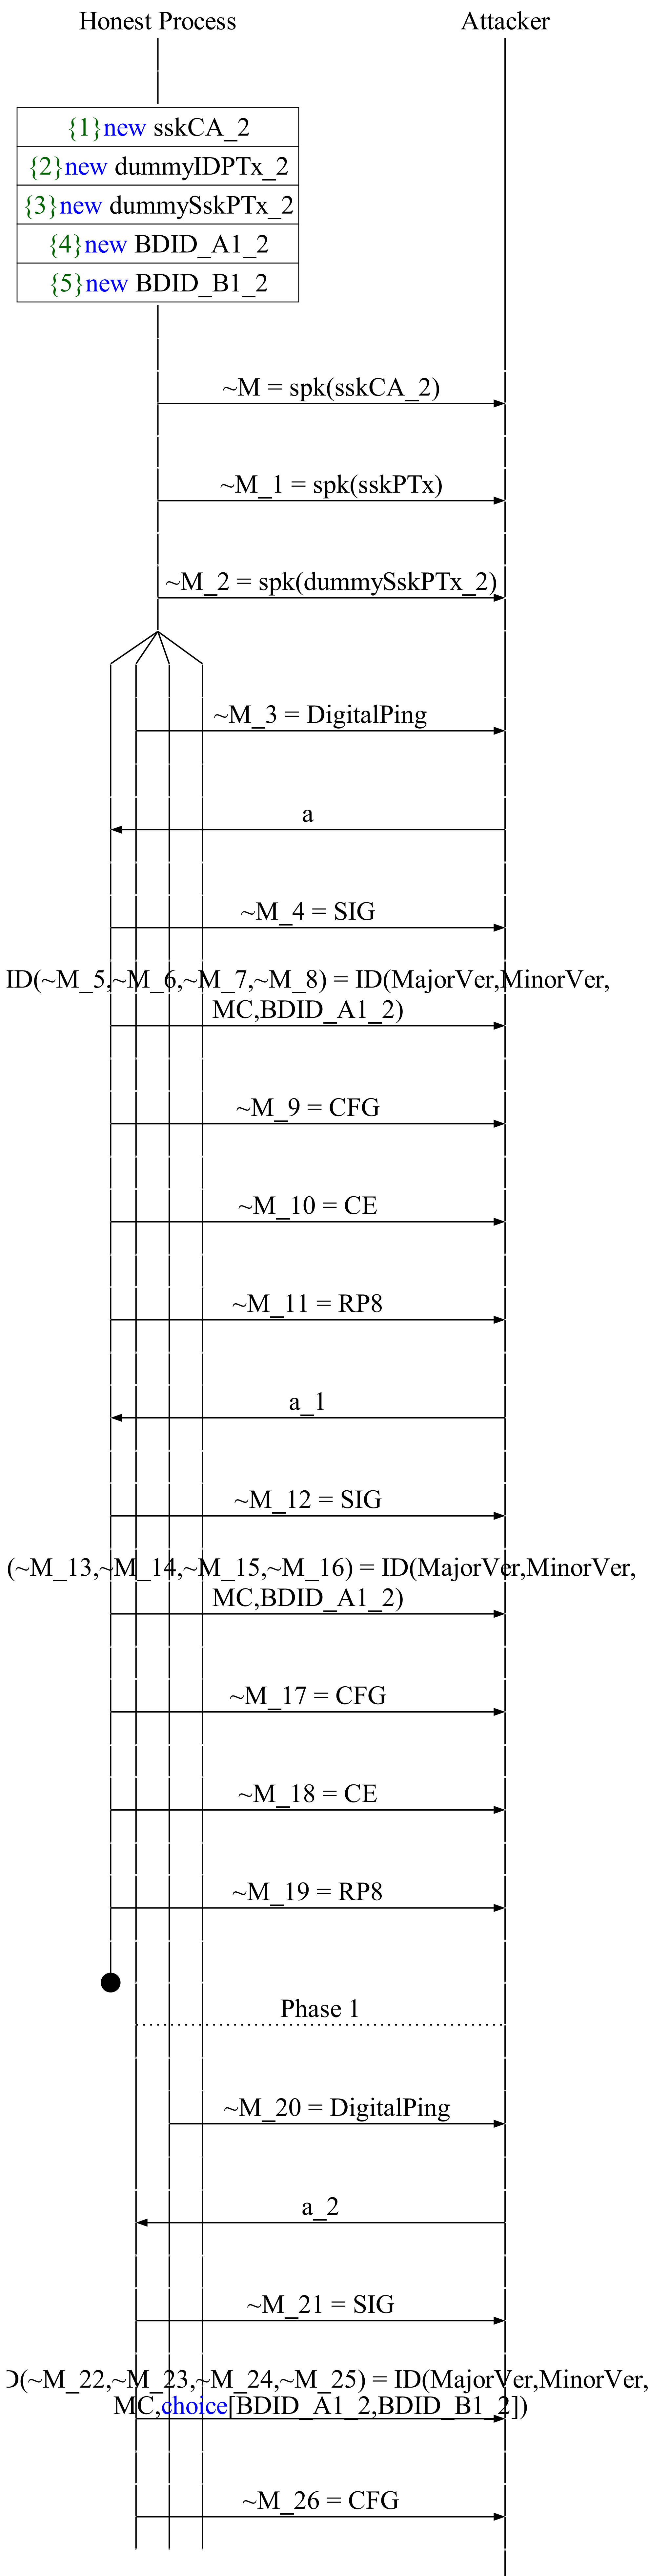 Honest Process
Attacker
{1}new sskCA_2
{2}new dummyIDPTx_2
{3}new dummySskPTx_2
{4}new BDID_A1_2
{5}new BDID_B1_2
~M = spk(sskCA_2)
~M_1 = spk(sskPTx)
~M_2 = spk(dummySskPTx_2)
~M_3 = DigitalPing
a
~M_4 = SIG
ID(~M_5,~M_6,~M_7,~M_8) = ID(MajorVer,MinorVer,
MC,BDID_A1_2)
~M_9 = CFG
~M_10 = CE
~M_11 = RP8
a_1
~M_12 = SIG
(~M_13,~M_14,~M_15,~M_16) = ID(MajorVer,MinorVer,
MC,BDID_A1_2)
~M_17 = CFG
~M_18 = CE
~M_19 = RP8
Phase 1
~M_20 = DigitalPing
a_2
~M_21 = SIG
D(~M_22,~M_23,~M_24,~M_25) = ID(MajorVer,MinorVer,
MC,choice[BDID_A1_2,BDID_B1_2])
~M_26 = CFG